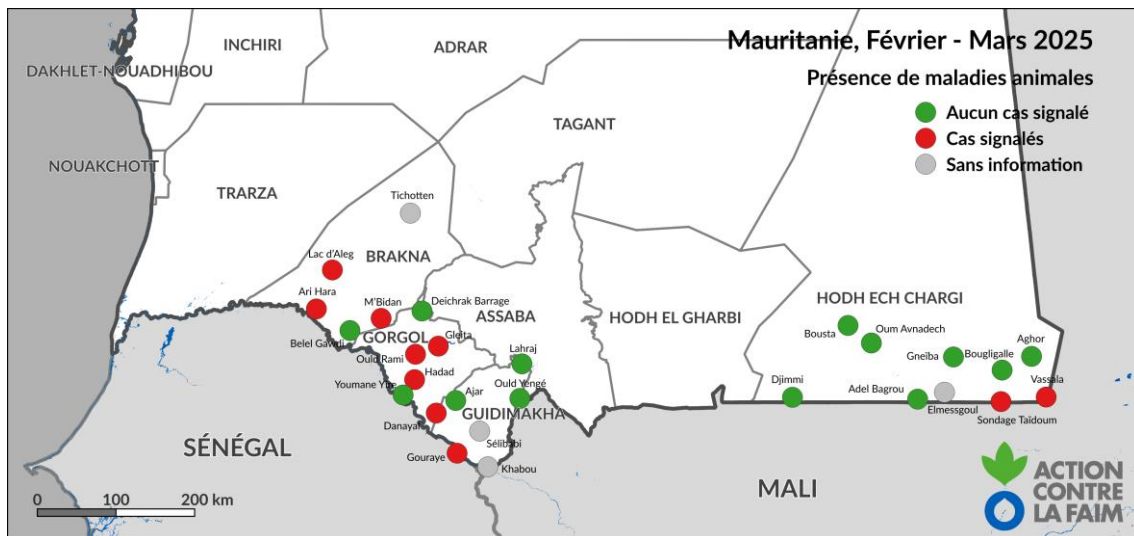 Mauritanie, Février - Mars 2025
Présence de maladies animales
Aucun cas signalé
Cas signalés
Sans information
INCHIRI
ADRAR
DAKHLET-NOUADHIBOU
TAGANT
NOUAKCHOTT
TRARZA
Tichotten
Lac d'Aleg
BRAKNA
Ari Hara
M'Bidan
Deichrak Barrage
ASSABA
HODH EL GHARBI
HODH ECH CHARGI
Belel Gawdi
GORGOL
Gleita
Bousta
Oum Avnadech
Ould Rami
Lahraj
Gneïba
Bougligalle
Aghor
Hadad
Youmane Yire
Ajar
Ould Yengé
Djimmi
Adel Bagrou
Vassala
GUIDIMAKHA
Elmessgoul
Sondage Taïdoum
Danayal
Sélibabi
Gouraye
Khabou
SÉNÉGAL
MALI
0 100 200 km
ACTION
CONTRE
LA FAIM